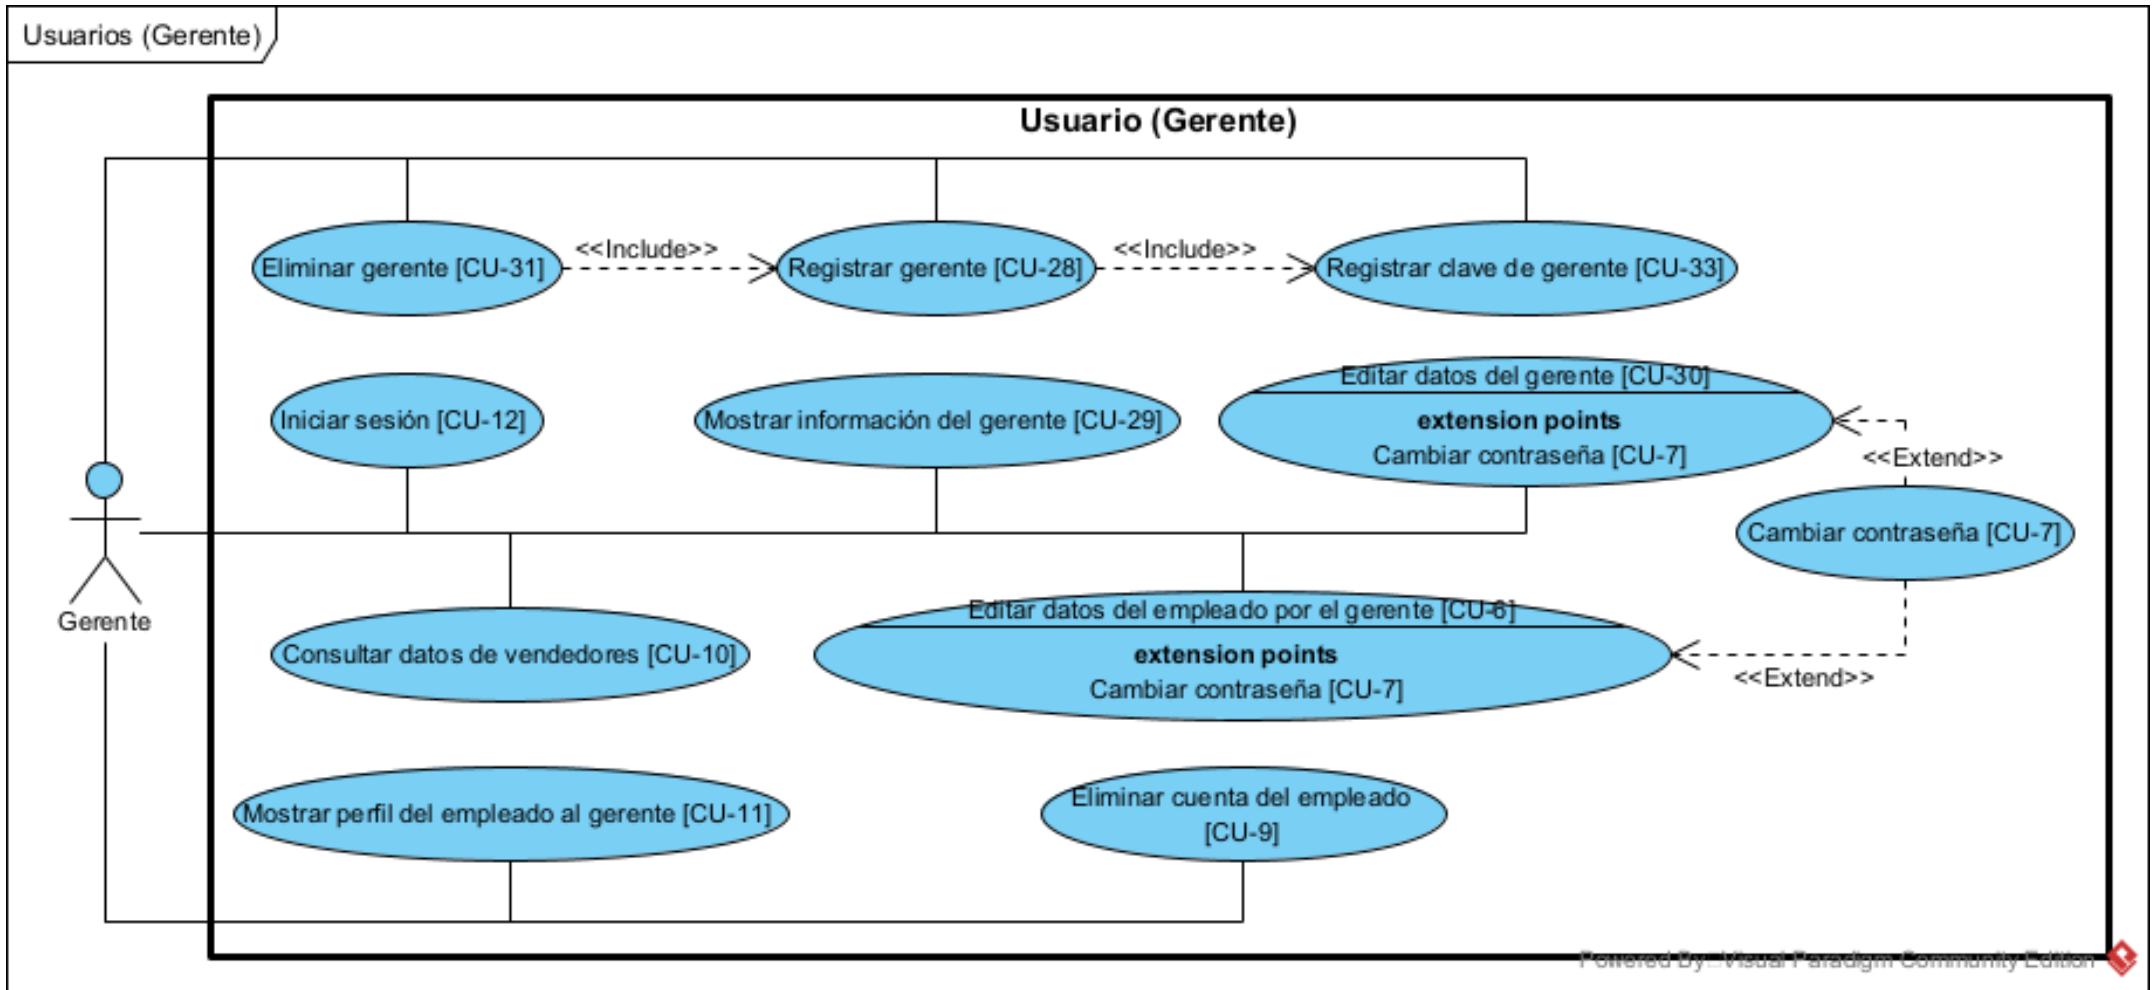 Usuarios (Gerente)
Usuario (Gerente)
Eliminar gerente [CU-31]
<<Include>>
Registrar gerente [CU-28]
<<Include>>
Registrar clave de gerente [CU-33]
Iniciar sesión [CU-12]
Mostrar información del gerente [CU-29]
Editar datos del gerente [CU-30]
extension points
Cambiar contraseña [CU-7]
<<Extend>>
Cambiar contraseña [CU-7]
Gerente
Consultar datos de vendedores [CU-10]
Editar datos del empleado por el gerente [CU-6]
extension points
Cambiar contraseña [CU-7]
<<Extend>>
Mostrar perfil del empleado al gerente [CU-11]
Eliminar cuenta del empleado
[CU-9]
Powered By Visual Paradigm Community Edition